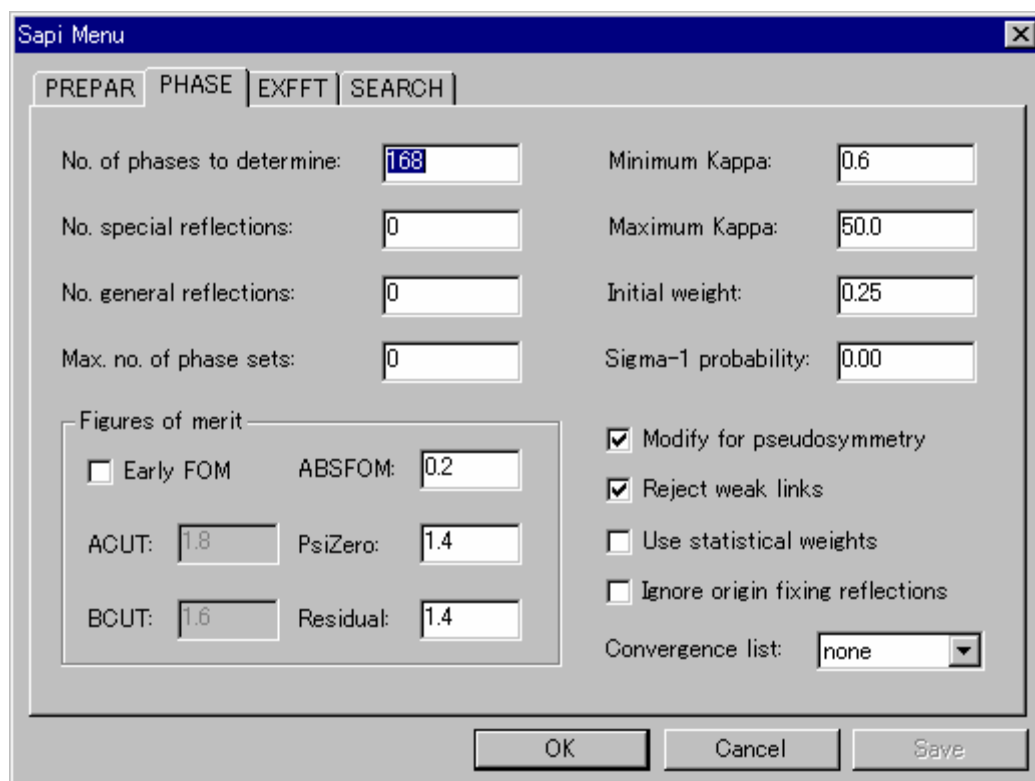 Sapi Menu
PREPAR PHASE EXFFT SEARCH
No. of phases to determine: 168 Minimum Kappa: 0.6
No. special reflections: 0 Maximum Kappa: 50.0
No. general reflections: 0 Initial weight: 0.25
Max. no. of phase sets: 0 Sigma-1 probability: 0.00
Figures of merit
Modify for pseudosymmetry
Early FOM ABSFOM: 0.2
Reject weak links
ACUT: 1.8 PsiZero: 1.4 Use statistical weights
Ignore origin fixing reflections
BCUT: 1.6 Residual: 1.4
Convergence list: none
OK Cancel Save